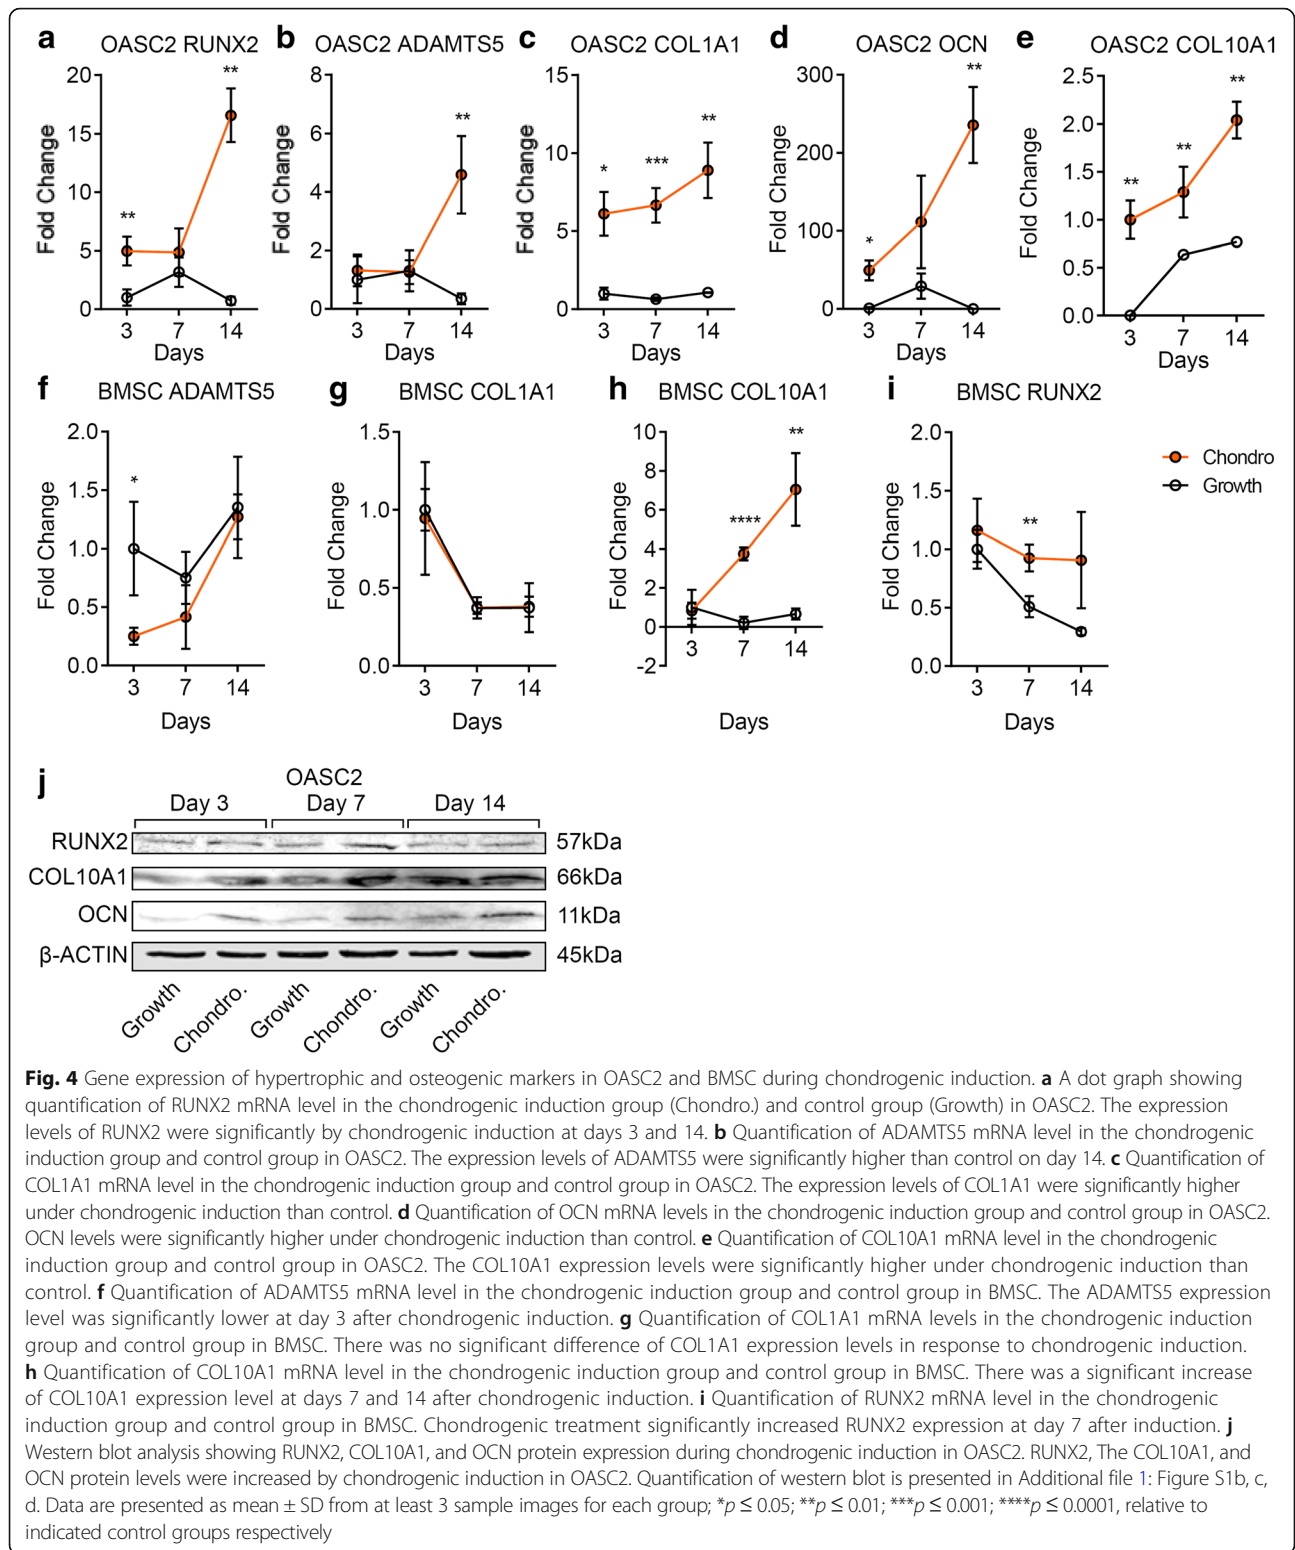 a OASC2 RUNX2
Fold Change
20
15
10
5
0
**
**
3 7 14
Days
b OASC2 ADAMTS5
Fold Change
8
6
4
2
0
**
3 7 14
Days
c OASC2 COL1A1
Fold Change
15
10
5
0
*
***
**
3 7 14
Days
d OASC2 OCN
Fold Change
300
200
100
0
*
**
3 7 14
Days
e OASC2 COL10A1
Fold Change
2.5
2.0
1.5
1.0
0.5
0.0
**
**
**
3 7 14
Days
f BMSC ADAMTS5
Fold Change
2.0
1.5
1.0
0.5
0.0
*
3 7 14
Days
g BMSC COL1A1
Fold Change
1.5
1.0
0.5
0.0
3 7 14
Days
h BMSC COL10A1
Fold Change
10
8
6
4
2
0
-2
****
**
3 7 14
Days
i BMSC RUNX2
Fold Change
2.0
1.5
1.0
0.5
0.0
**
3 7 14
Days
Chondro
Growth
j
OASC2
Day 3 Day 7 Day 14
RUNX2 57kDa
COL10A1 66kDa
OCN 11kDa
β-ACTIN 45kDa
Growth Chondro. Growth Chondro. Growth Chondro.
Fig. 4 Gene expression of hypertrophic and osteogenic markers in OASC2 and BMSC during chondrogenic induction. a A dot graph showing
quantification of RUNX2 mRNA level in the chondrogenic induction group (Chondro.) and control group (Growth) in OASC2. The expression
levels of RUNX2 were significantly by chondrogenic induction at days 3 and 14. b Quantification of ADAMTS5 mRNA level in the chondrogenic
induction group and control group in OASC2. The expression levels of ADAMTS5 were significantly higher than control on day 14. c Quantification of
COL1A1 mRNA level in the chondrogenic induction group and control group in OASC2. The expression levels of COL1A1 were significantly higher
under chondrogenic induction than control. d Quantification of OCN mRNA levels in the chondrogenic induction group and control group in OASC2.
OCN levels were significantly higher under chondrogenic induction than control. e Quantification of COL10A1 mRNA level in the chondrogenic
induction group and control group in OASC2. The COL10A1 expression levels were significantly higher under chondrogenic induction than
control. f Quantification of ADAMTS5 mRNA level in the chondrogenic induction group and control group in BMSC. The ADAMTS5 expression
level was significantly lower at day 3 after chondrogenic induction. g Quantification of COL1A1 mRNA levels in the chondrogenic induction
group and control group in BMSC. There was no significant difference of COL1A1 expression levels in response to chondrogenic induction.
h Quantification of COL10A1 mRNA level in the chondrogenic induction group and control group in BMSC. There was a significant increase
of COL10A1 expression level at days 7 and 14 after chondrogenic induction. i Quantification of RUNX2 mRNA level in the chondrogenic
induction group and control group in BMSC. Chondrogenic treatment significantly increased RUNX2 expression at day 7 after induction. j
Western blot analysis showing RUNX2, COL10A1, and OCN protein expression during chondrogenic induction in OASC2. RUNX2, The COL10A1, and
OCN protein levels were increased by chondrogenic induction in OASC2. Quantification of western blot is presented in Additional file 1: Figure S1b, c,
d. Data are presented as mean ± SD from at least 3 sample images for each group; *p ≤ 0.05; **p ≤ 0.01; ***p ≤ 0.001; ****p ≤ 0.0001, relative to
indicated control groups respectively